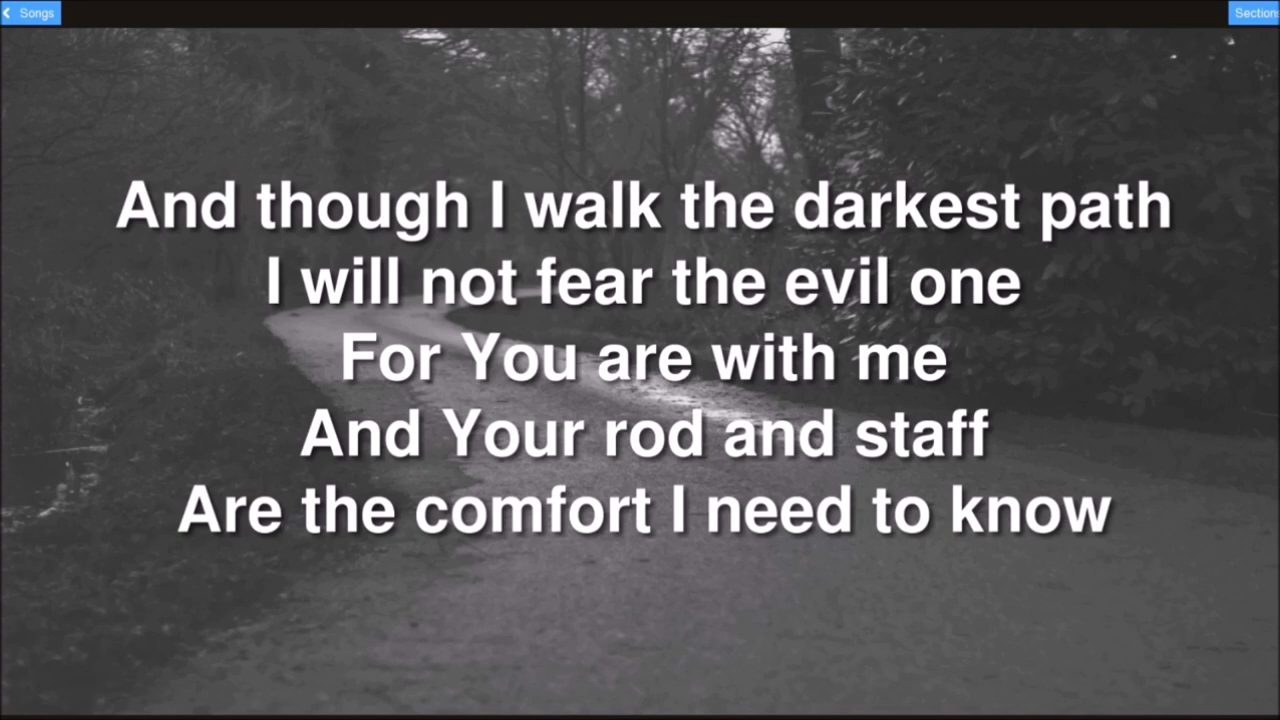 Songs
Sections
And though I walk the darkest path
I will not fear the evil one
For You are with me
And Your rod and staff
Are the comfort I need to know